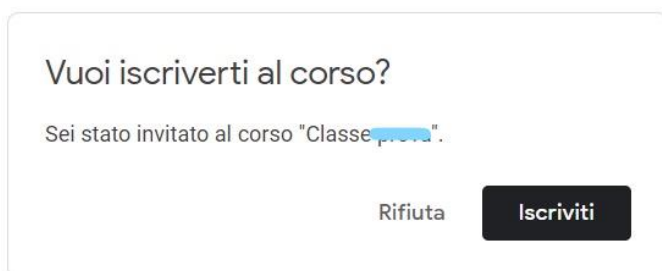 Vuoi iscriverti al corso?
Sei stato invitato al corso "Classe ".
Rifiuta
Iscriviti